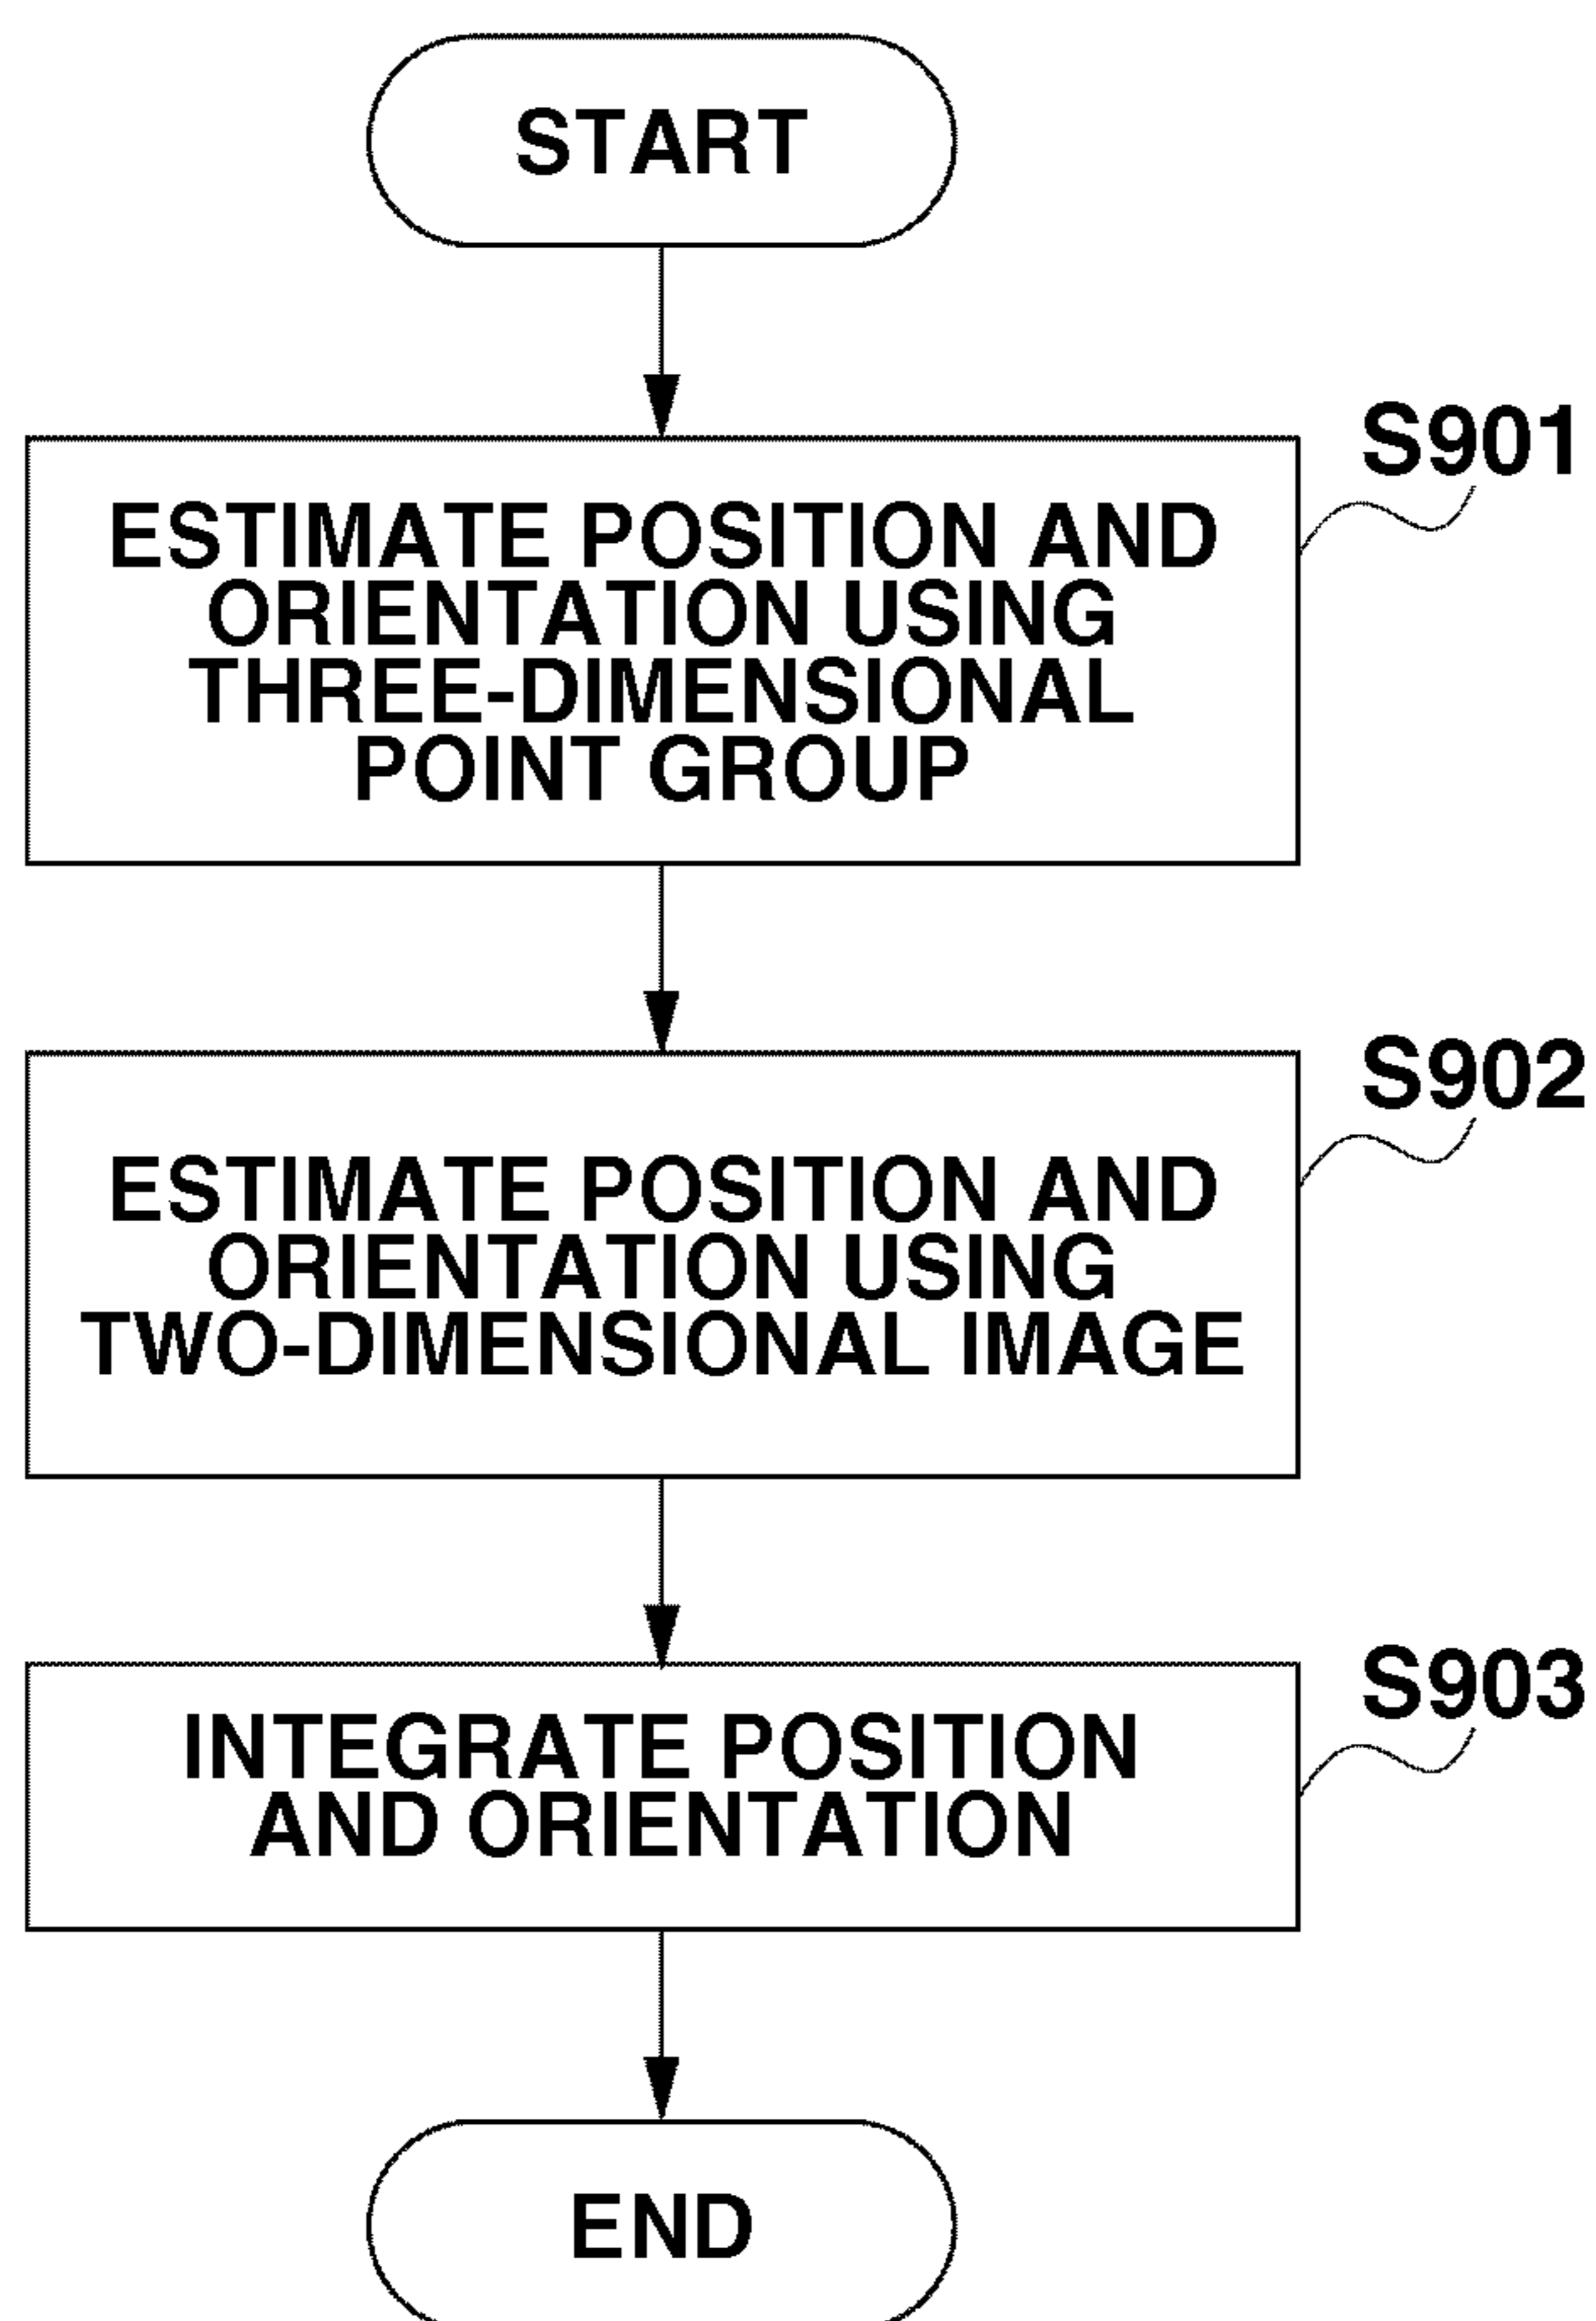 START
S901
ESTIMATE POSITION AND
ORIENTATION USING
THREE-DIMENSIONAL
POINT GROUP
S902
ESTIMATE POSITION AND
ORIENTATION USING
TWO-DIMENSIONAL IMAGE
S903
INTEGRATE POSITION
AND ORIENTATION
END